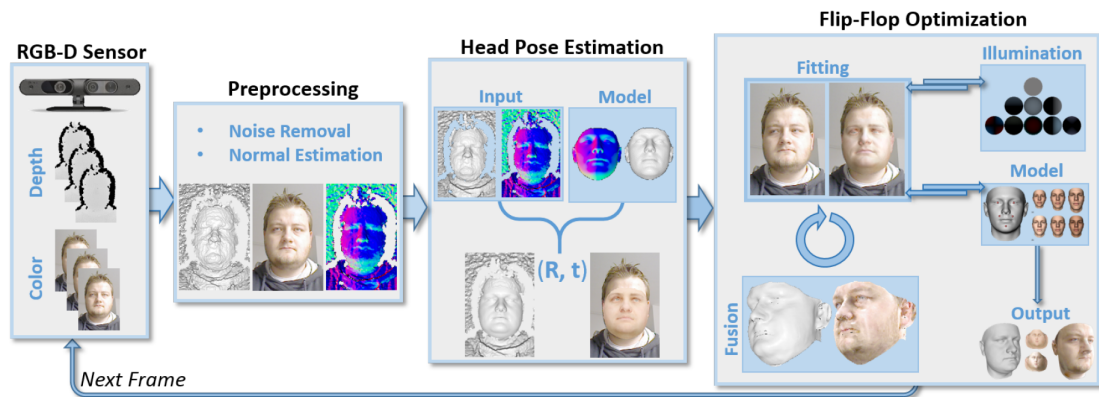 RGB-D Sensor
Depth
Color
Preprocessing
• Noise Removal
• Normal Estimation
Head Pose Estimation
Input
Model
(R, t)
Flip-Flop Optimization
Fitting
Illumination
Model
Fusion
Output
Next Frame